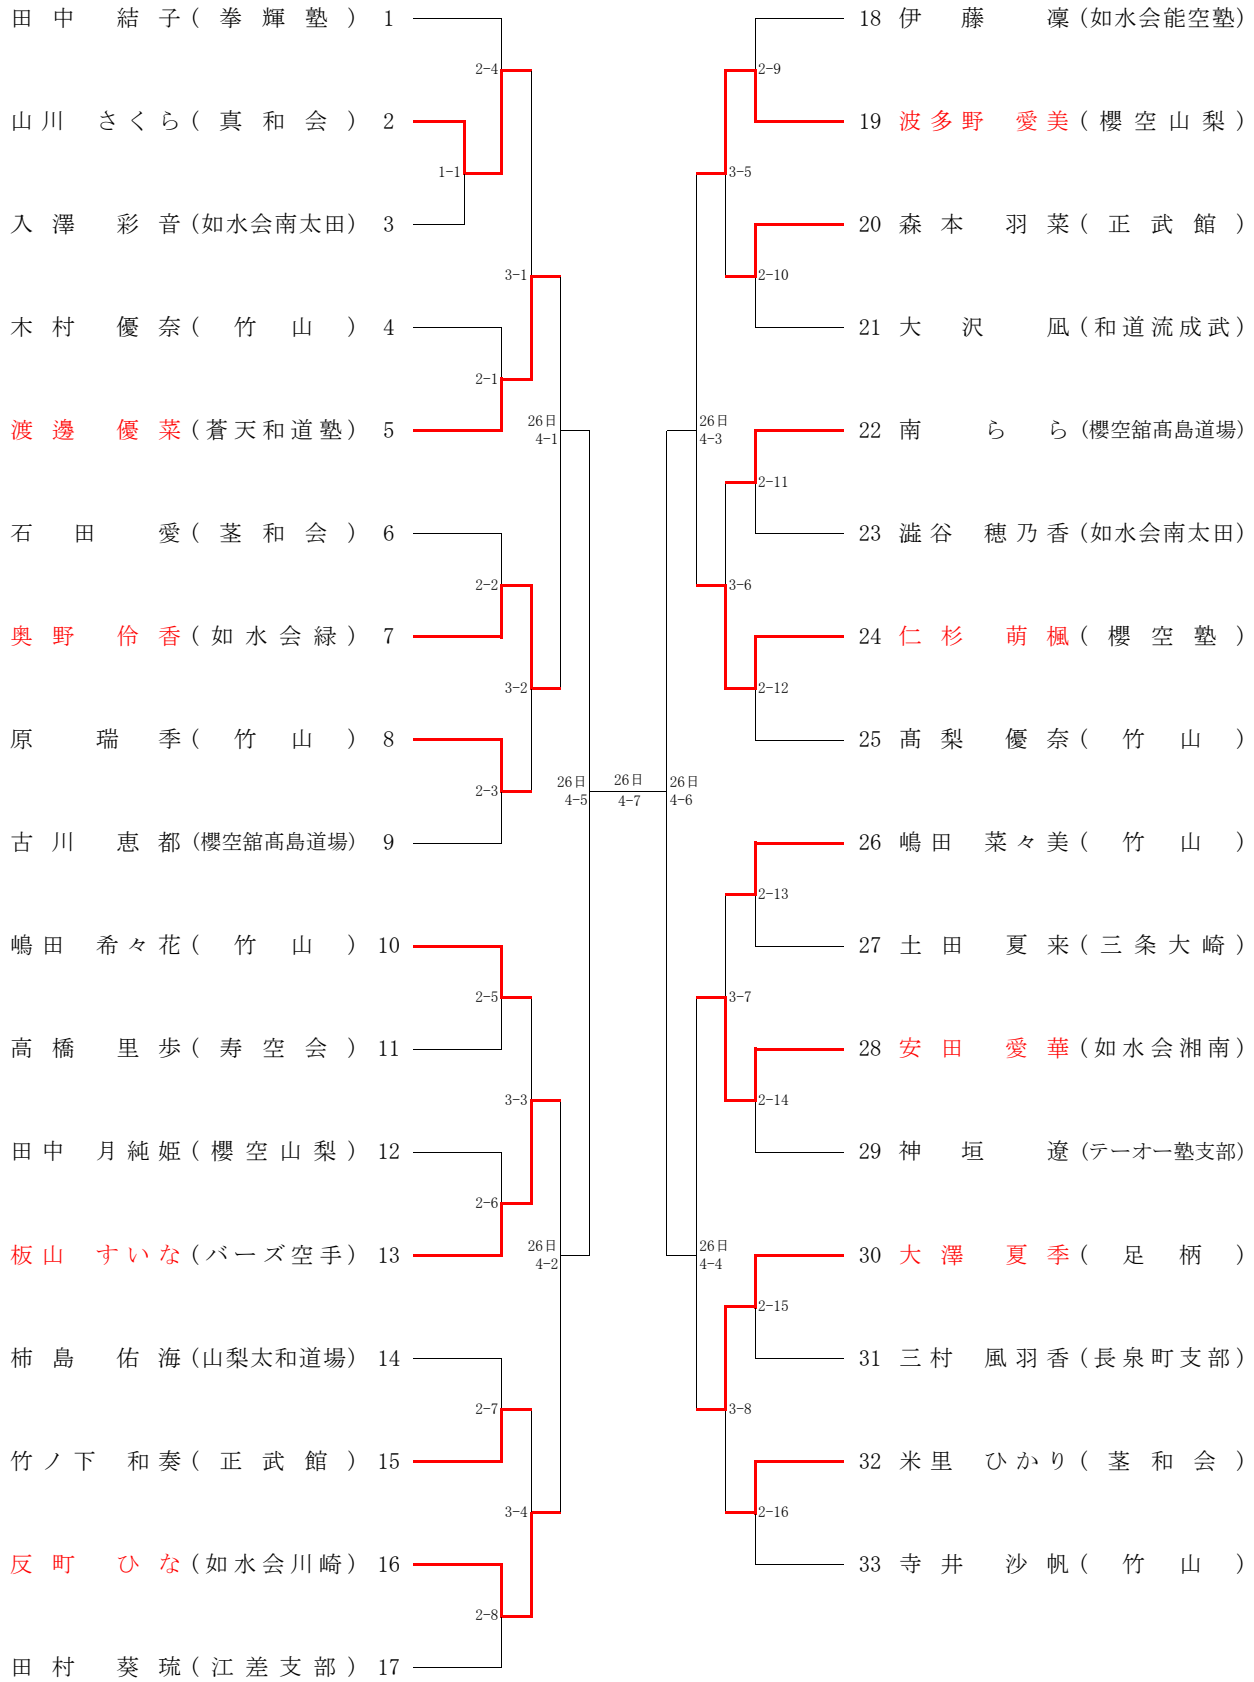 田中 結子(拳輝塾) 1
2-4
山川 さくら(真和会) 2
1-1
入澤 彩音(如水会南太田) 3
3-1
木村 優奈(竹山) 4
2-1
渡邊 優菜(蒼天和道塾) 5
26日
4-1
石田 愛(茎和会) 6
2-2
奥野 伶香(如水会緑) 7
3-2
原 瑞季(竹山) 8
2-3
26日
4-5
古川 恵都(櫻空舘髙島道場) 9
嶋田 希々花(竹山) 10
2-5
高橋 里歩(寿空会) 11
3-3
田中 月純姫(櫻空山梨) 12
2-6
板山 すいな(バーズ空手) 13
26日
4-2
柿島 佑海(山梨太和道場) 14
2-7
竹ノ下 和奏(正武館) 15
3-4
反町 ひな(如水会川崎) 16
2-8
田村 葵琉(江差支部) 17
26日
4-7
18 伊藤 凜(如水会能空塾)
2-9
19 波多野 愛美(櫻空山梨)
3-5
20 森本 羽菜(正武館)
2-10
21 大沢 凪(和道流成武)
26日
4-3
22 南 らら(櫻空舘髙島道場)
2-11
23 澁谷 穂乃香(如水会南太田)
3-6
24 仁杉 萌楓(櫻空塾)
2-12
25 髙梨 優奈(竹山)
26日
4-6
26 嶋田 菜々美(竹山)
2-13
27 土田 夏来(三条大崎)
3-7
28 安田 愛華(如水会湘南)
2-14
29 神垣 遼(テーオー塾支部)
26日
4-4
30 大澤 夏季(足柄)
2-15
31 三村 風羽香(長泉町支部)
3-8
32 米里 ひかり(茎和会)
2-16
33 寺井 沙帆(竹山)